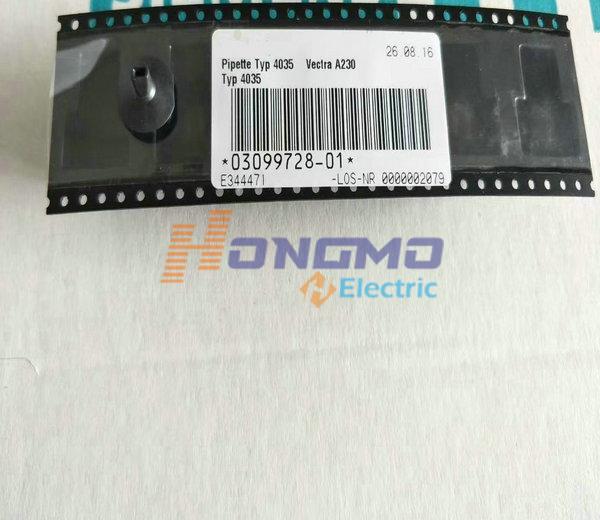 26.08.16
Pipette Typ 4035 Vectra A230
Typ 4035
*03099728-01*
E344471 -LOS-NR 0000002079
HONGMO
Electric